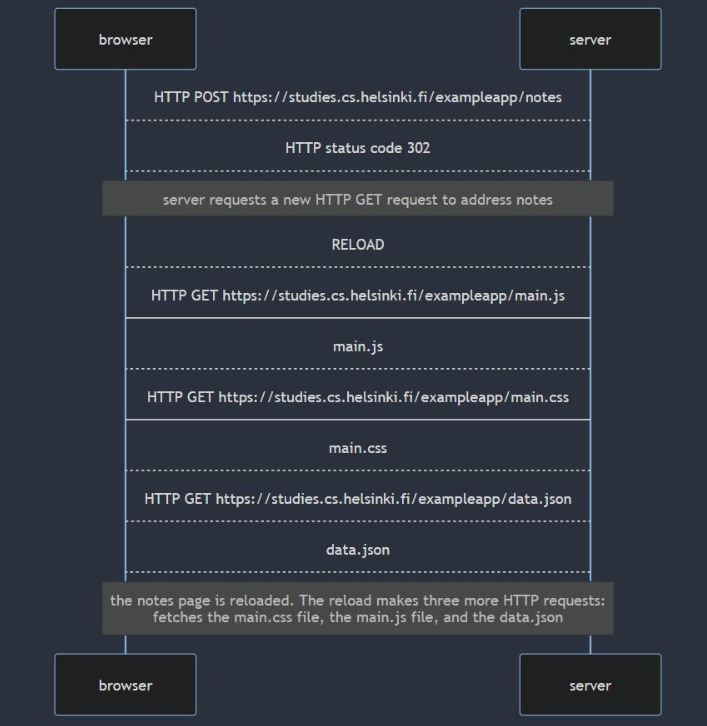 browser
server
HTTP POST https://studies.cs.helsinki.fi/exampleapp/notes
HTTP status code 302
server requests a new HTTP GET request to address notes
RELOAD
HTTP GET https://studies.cs.helsinki.fi/exampleapp/main.js
main.js
HTTP GET https://studies.cs.helsinki.fi/exampleapp/main.css
main.css
HTTP GET https://studies.cs.helsinki.fi/exampleapp/data.json
data.json
the notes page is reloaded. The reload makes three more HTTP requests:
fetches the main.css file, the main.js file, and the data.json
browser
server